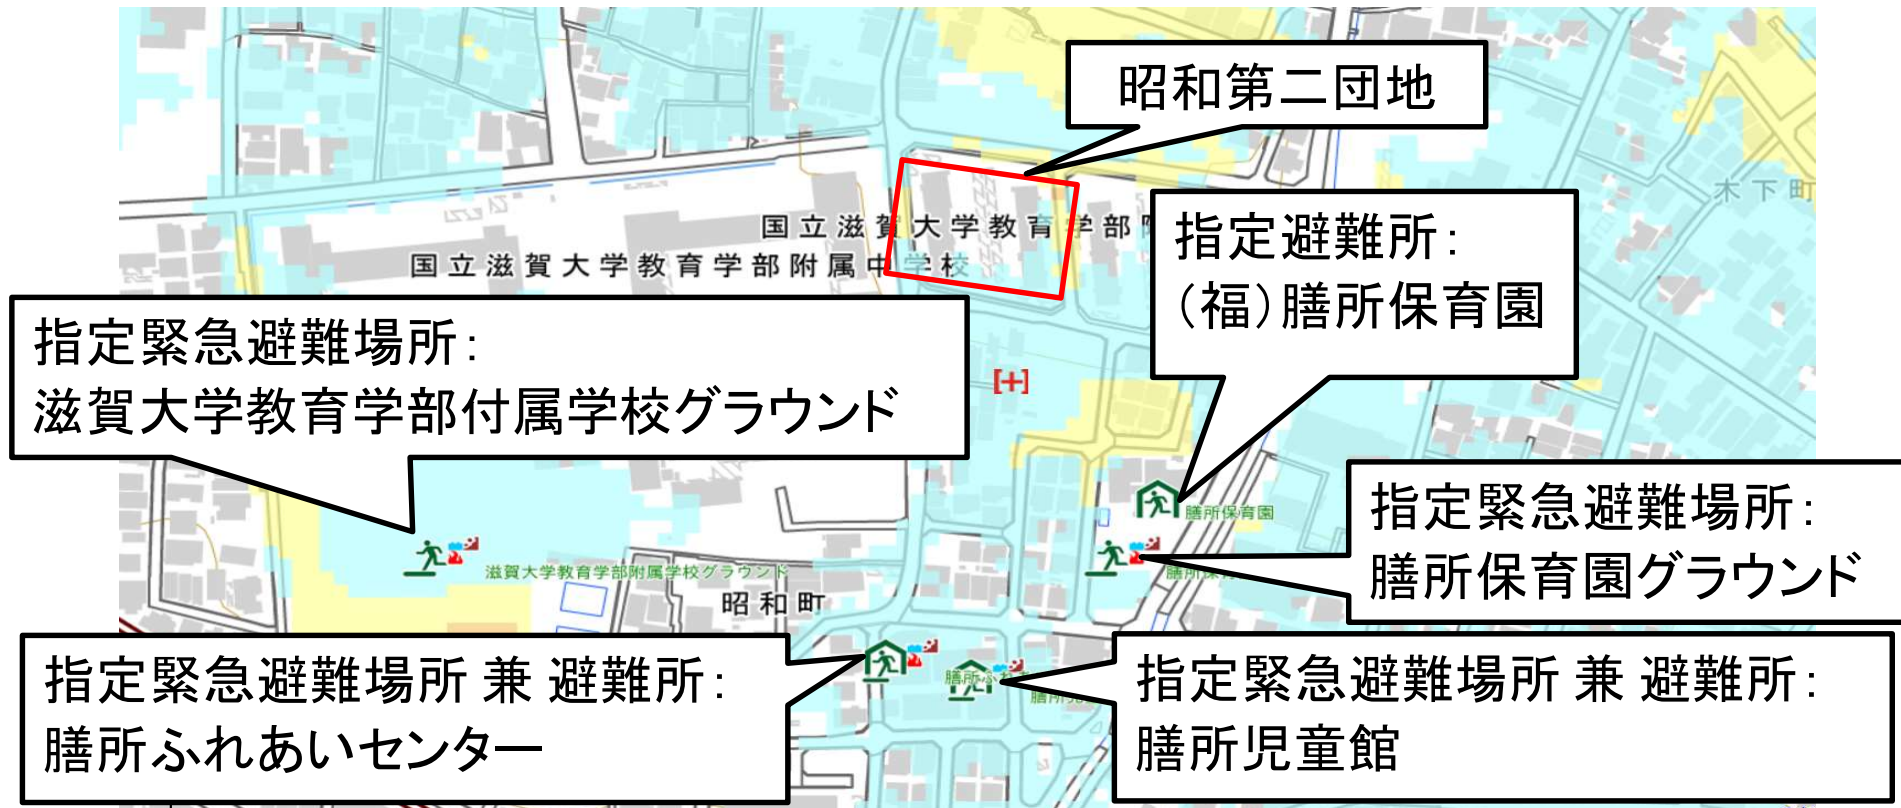 昭和第二団地
木下町
指定避難所：
（福）膳所保育園
国立滋賀大学教育学部
国立滋賀大学教育学部附属中学校
指定緊急避難場所：
滋賀大学教育学部付属学校グラウンド
膳所保育園
指定緊急避難場所：
膳所保育園グラウンド
滋賀大学教育学部附属学校グラウンド
昭和町
指定緊急避難場所 兼 避難所：
膳所ふれあいセンター
指定緊急避難場所 兼 避難所：
膳所児童館